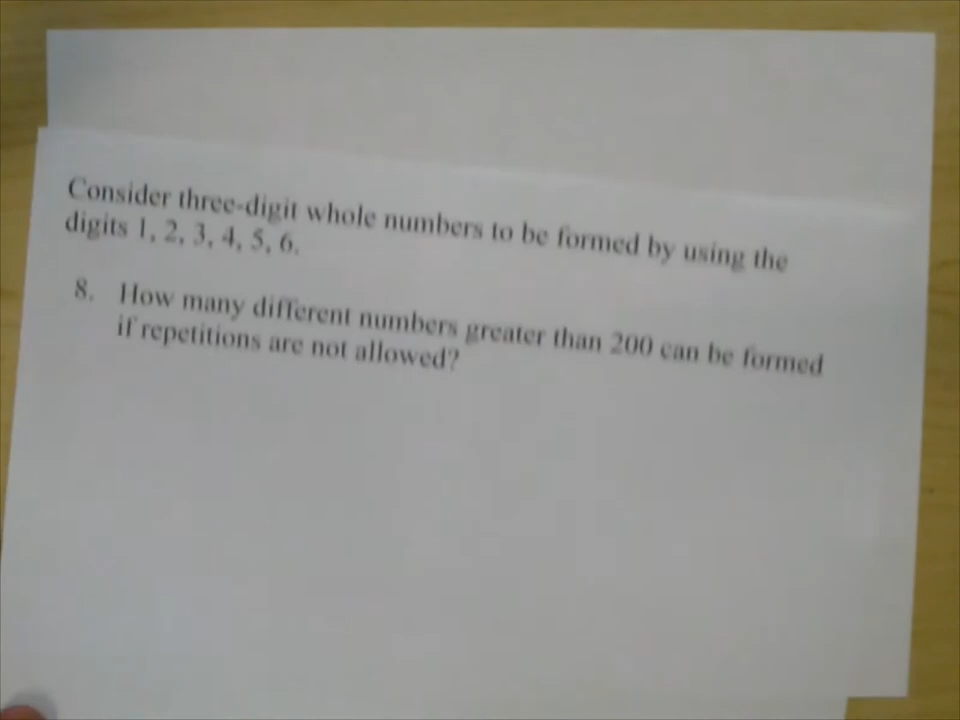 Consider three-digit whole numbers to be formed by using the
digits 1, 2, 3, 4, 5, 6.
8. How many different numbers greater than 200 can be formed
if repetitions are not allowed?